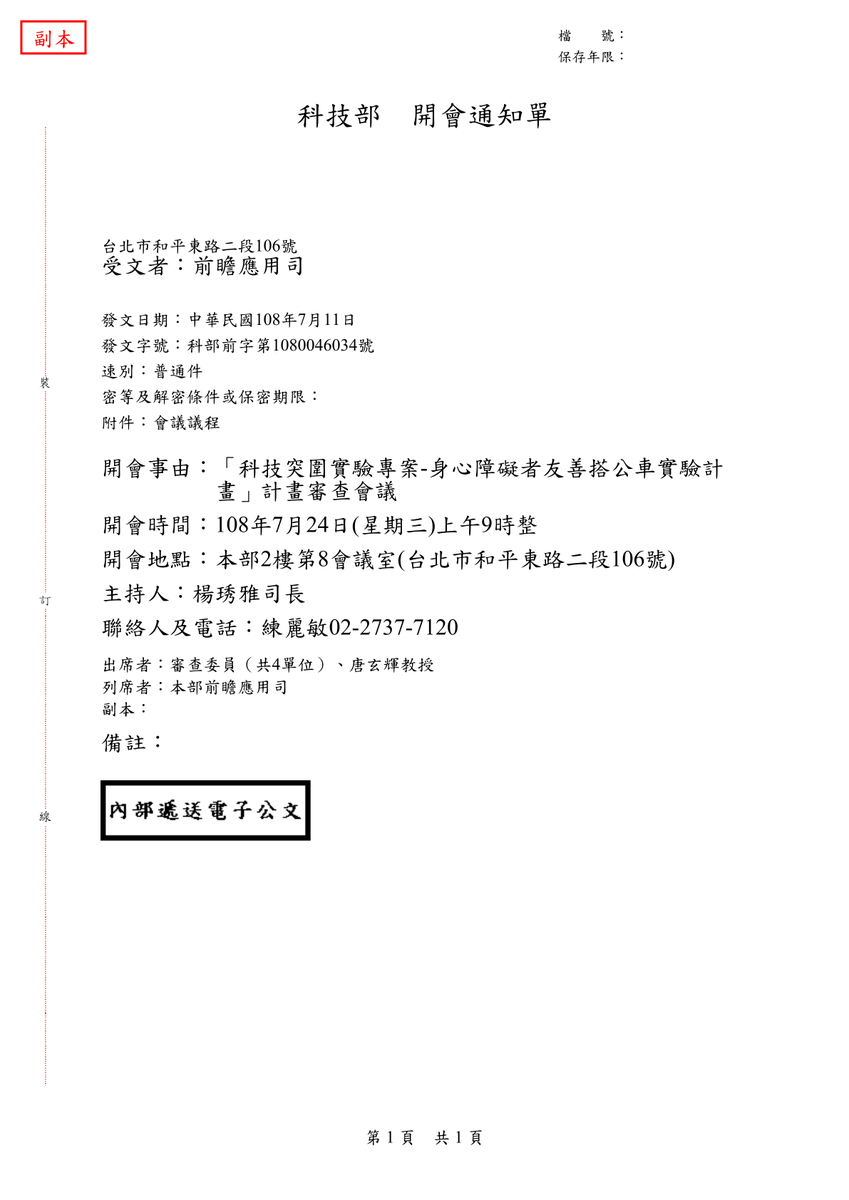 副本
檔　　號：
保存年限：
科技部　開會通知單
台北市和平東路二段106號
受文者：前瞻應用司
發文日期：中華民國108年7月11日
發文字號：科部前字第1080046034號
速別：普通件
密等及解密條件或保密期限：
附件：會議議程
開會事由：「科技突圍實驗專案-身心障礙者友善搭公車實驗計
畫」計畫審查會議
開會時間：108年7月24日(星期三)上午9時整
開會地點：本部2樓第8會議室(台北市和平東路二段106號)
主持人：楊琇雅司長
聯絡人及電話：練麗敏02-2737-7120
出席者：審查委員（共4單位）、唐玄輝教授
列席者：本部前瞻應用司
副本：
備註：
內部遞送電子公文
裝
訂
線
第 1 頁　共 1 頁